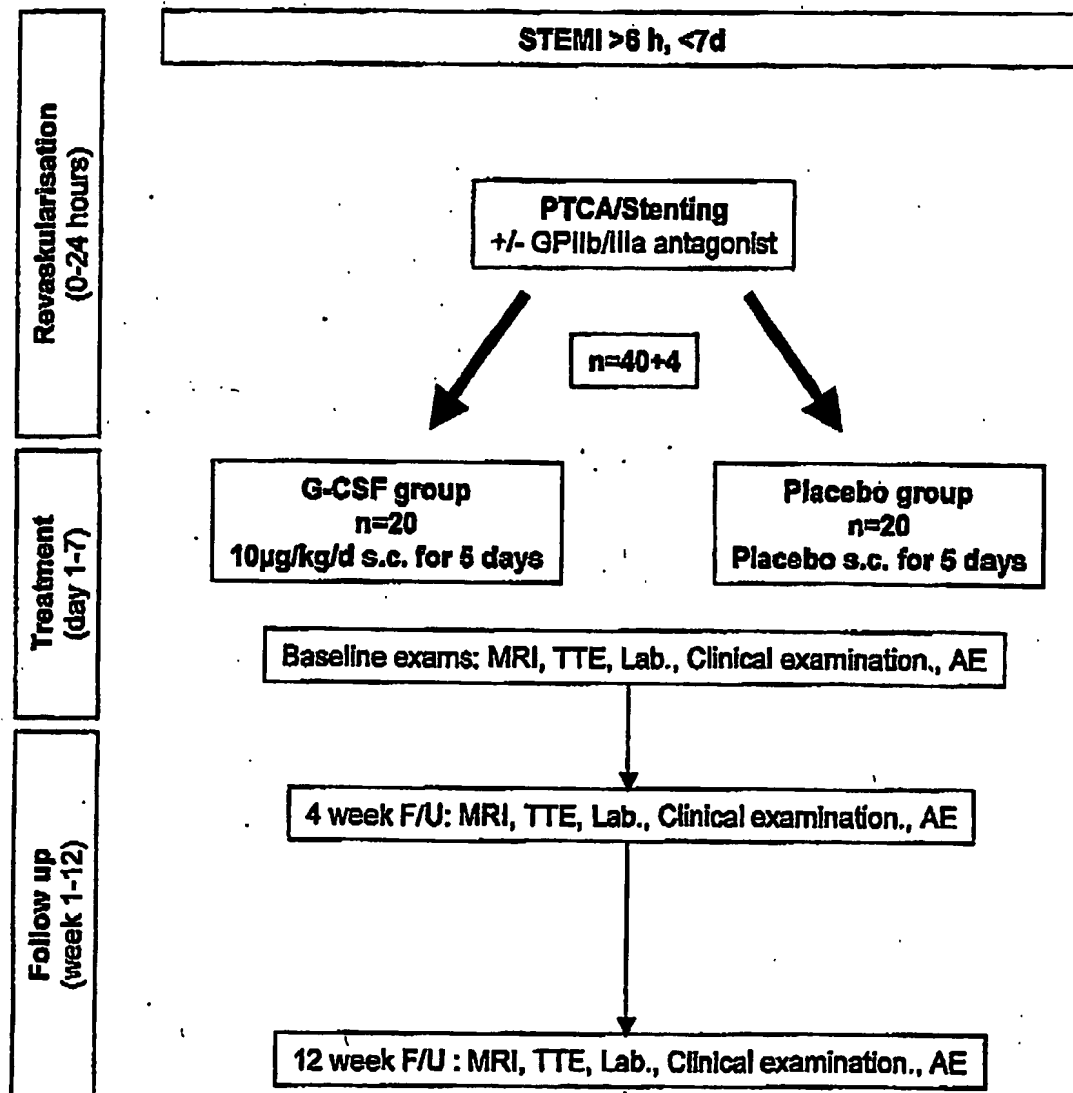 STEMI >6 h, <7d
Revaskularisation
(0-24 hours)
PTCA/Stenting
+/- GPIIb/IIIa antagonist
n=40+4
Treatment
(day 1-7)
G-CSF group
n=20
10µg/kg/d s.c. for 5 days
Placebo group
n=20
Placebo s.c. for 5 days
Baseline exams: MRI, TTE, Lab., Clinical examination., AE
Follow up
(week 1-12)
4 week F/U: MRI, TTE, Lab., Clinical examination., AE
12 week F/U : MRI, TTE, Lab., Clinical examination., AE